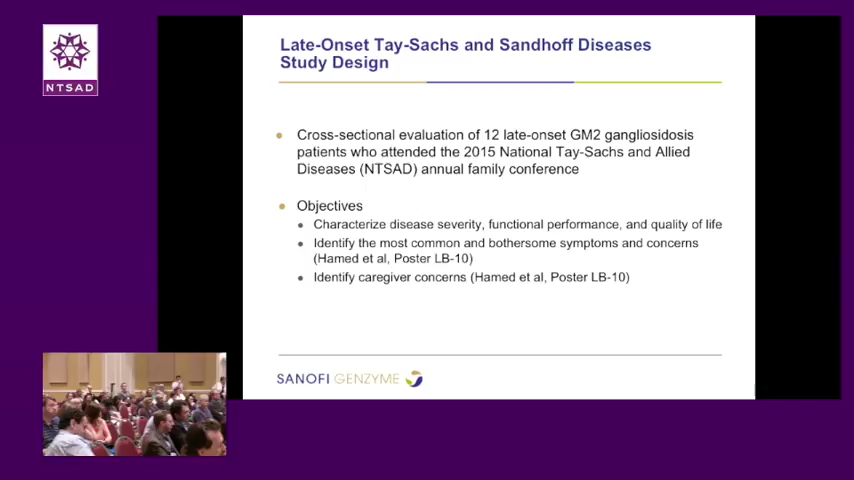 NTSAD
Late-Onset Tay-Sachs and Sandhoff Diseases
Study Design
Cross-sectional evaluation of 12 late-onset GM2 gangliosidosis
patients who attended the 2015 National Tay-Sachs and Allied
Diseases (NTSAD) annual family conference
Objectives
Characterize disease severity, functional performance, and quality of life
Identify the most common and bothersome symptoms and concerns
(Hamed et al, Poster LB-10)
Identify caregiver concerns (Hamed et al, Poster LB-10)
SANOFI GENZYME